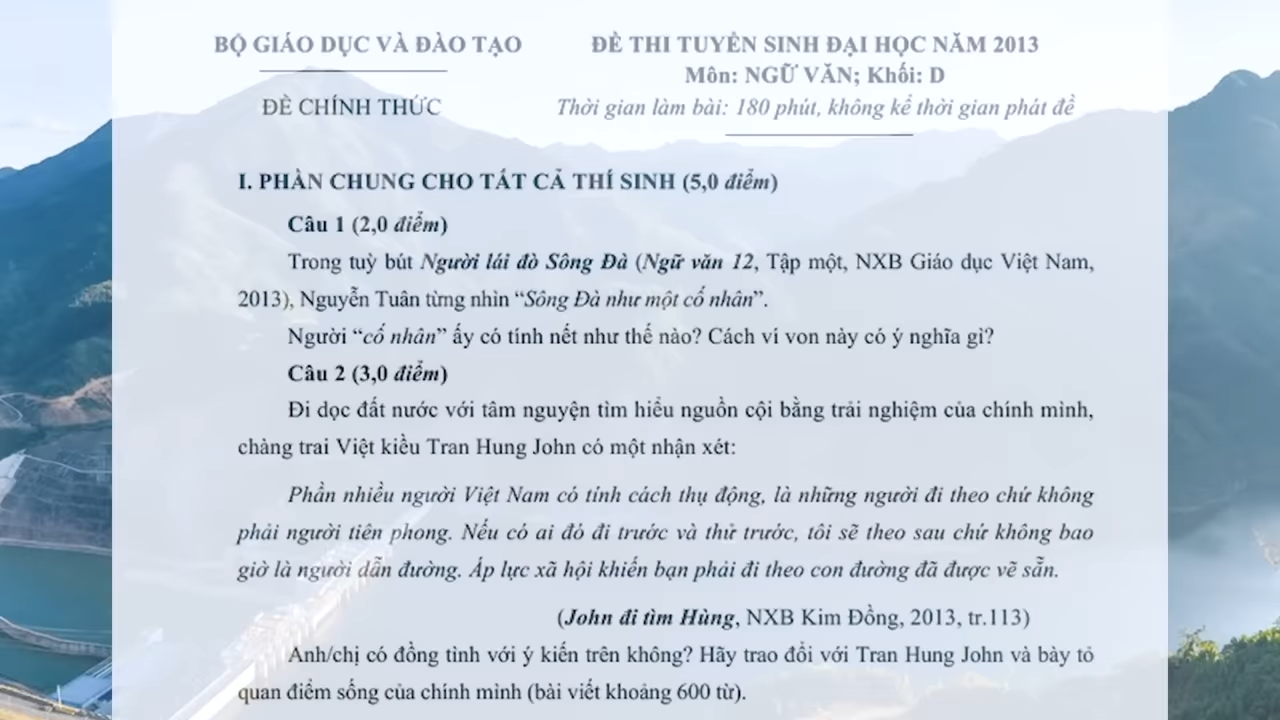 BỘ GIÁO DỤC VÀ ĐÀO TẠO
ĐỀ CHÍNH THỨC
ĐỀ THI TUYỂN SINH ĐẠI HỌC NĂM 2013
Môn: NGỮ VĂN; Khối: D
Thời gian làm bài: 180 phút, không kể thời gian phát đề
I. PHẦN CHUNG CHO TẤT CẢ THÍ SINH (5,0 điểm)
Câu 1 (2,0 điểm)
Trong tuỳ bút Người lái đò Sông Đà (Ngữ văn 12, Tập một, NXB Giáo dục Việt Nam,
2013), Nguyễn Tuân từng nhìn “Sông Đà như một cố nhân”.
Người “cố nhân” ấy có tính nết như thế nào? Cách ví von này có ý nghĩa gì?
Câu 2 (3,0 điểm)
Đi dọc đất nước với tâm nguyện tìm hiểu nguồn cội bằng trải nghiệm của chính mình,
chàng trai Việt kiều Tran Hung John có một nhận xét:
Phần nhiều người Việt Nam có tính cách thụ động, là những người đi theo chứ không
phải người tiên phong. Nếu có ai đó đi trước và thử trước, tôi sẽ theo sau chứ không bao
giờ là người dẫn đường. Áp lực xã hội khiến bạn phải đi theo con đường đã được vẽ sẵn.
(John đi tìm Hùng, NXB Kim Đồng, 2013, tr.113)
Anh/chị có đồng tình với ý kiến trên không? Hãy trao đổi với Tran Hung John và bày tỏ
quan điểm sống của chính mình (bài viết khoảng 600 từ).